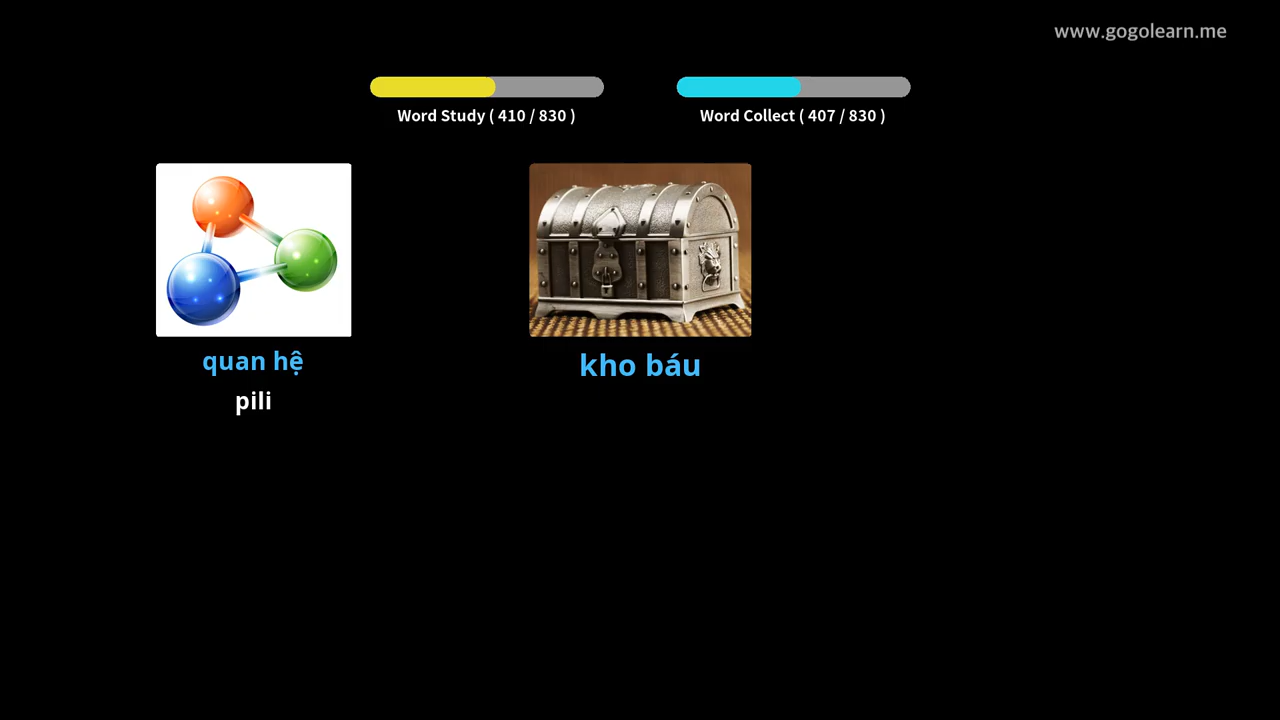 www.gogolearn.me
Word Study ( 410 / 830 )
Word Collect ( 407 / 830 )
quan hệ
pili
kho báu